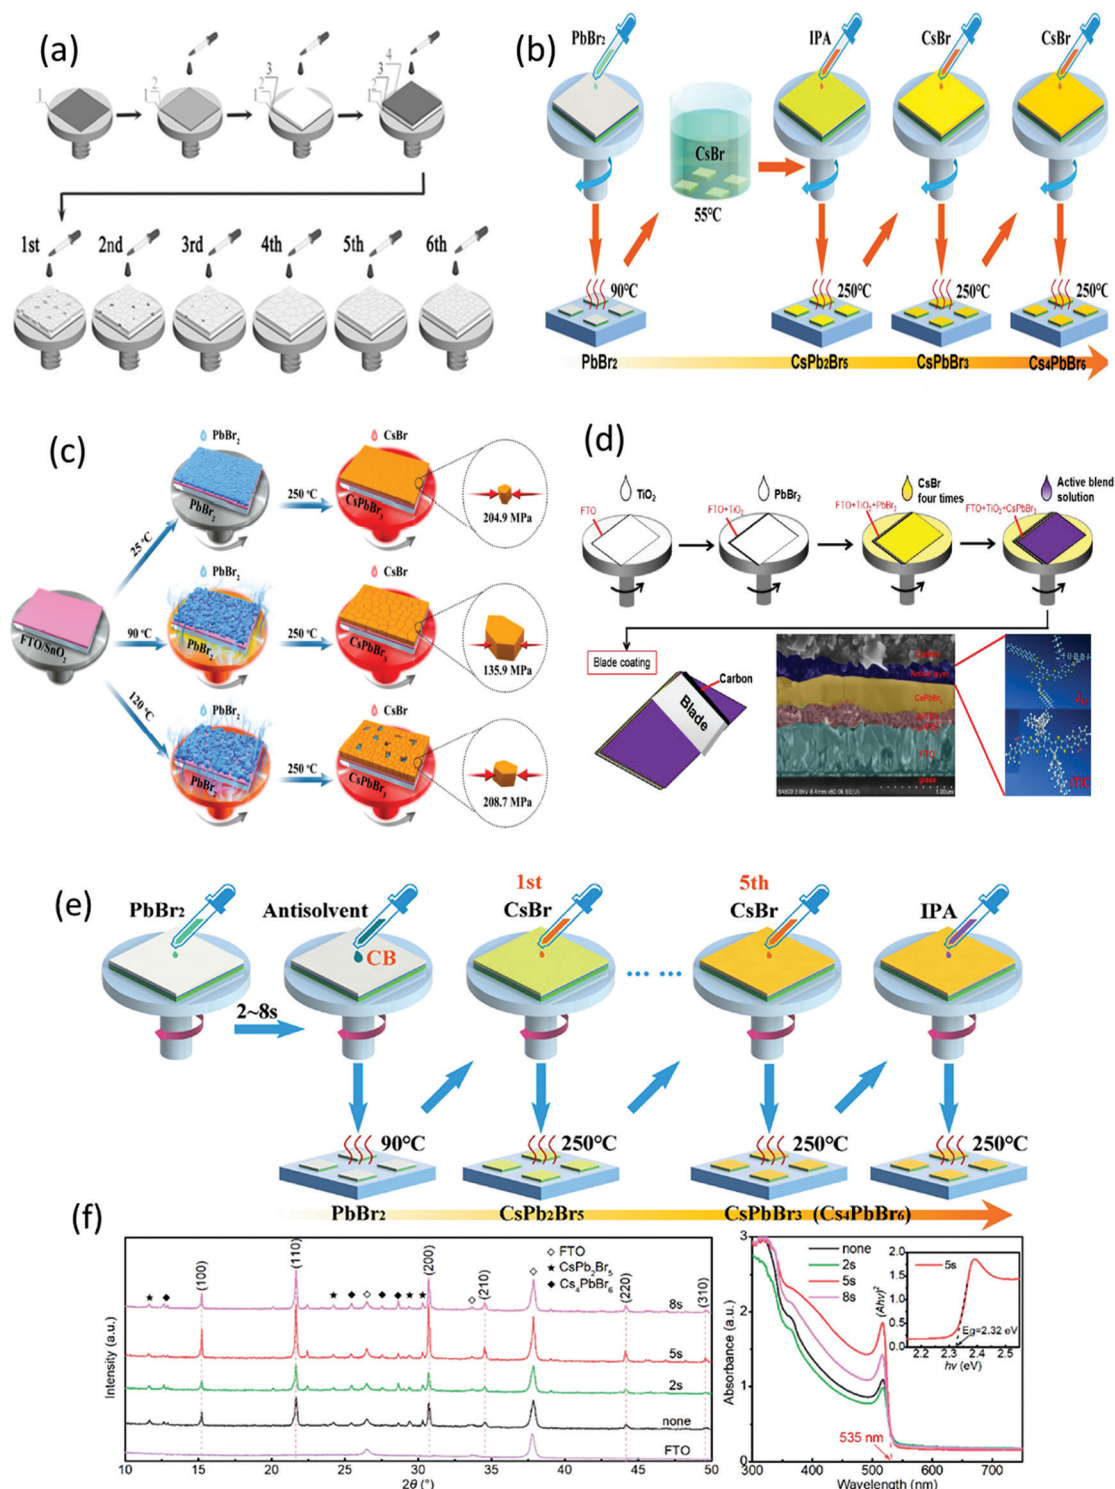 (a)
1
1 2
1 2 3
1 2 3 4
1st 2nd 3rd 4th 5th 6th
(b)
PbBr2 IPA CsBr CsBr
CsBr
55℃
90℃ 250℃ 250℃ 250℃
PbBr2 CsPb2Br5 CsPbBr3 Cs4PbBr6
(c)
PbBr2 CsBr
PbBr2 250 ℃ CsPbBr3
204.9 MPa
25 ℃
PbBr2 CsBr
FTO/SnO2 90 ℃ PbBr2 250 ℃ CsPbBr3
135.9 MPa
120℃
PbBr2 CsBr
PbBr2 250 ℃ CsPbBr3
208.7 MPa
(d)
TiO2 PbBr2 CsBr four times Active blend solution
FTO FTO+TiO2 FTO+TiO2+PbBr2 FTO+TiO2+CsPbBr3
Blade coating
Carbon
Blade
Active layer
CsPbBr3
FTO
glass
1.00um
ITIC
(e)
1st 5th
PbBr2 Antisolvent CsBr CsBr IPA
CB
... ...
2~8s
90℃ 250℃ 250℃ 250℃
PbBr2 CsPb2Br5 CsPbBr3 (Cs4PbBr6)
(f)
(100) (110) (200) (210) (220) (310)
FTO
CsPb2Br5
Cs4PbBr6
8s
5s
2s
none
FTO
Intensity (a.u.)
10 15 20 25 30 35 40 45 50
2θ (°)
3
2
1
0
none
2s
5s
8s
Absorbance (a.u.)
300 400 500 600 700
Wavelength (nm)
535 nm
2.0
1.5
1.0
0.5
0.0
5s
(Ahν)²
Eg=2.32 eV
2.2 2.3 2.4 2.5
hν (eV)